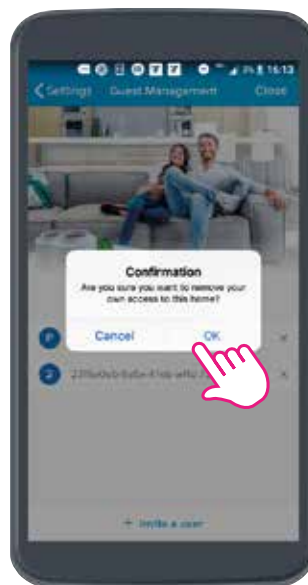 16:13
Settings Guest Management Close
Confirmation
Are you sure you want to remove your
own access to this home?
Cancel OK
+ Invite a user